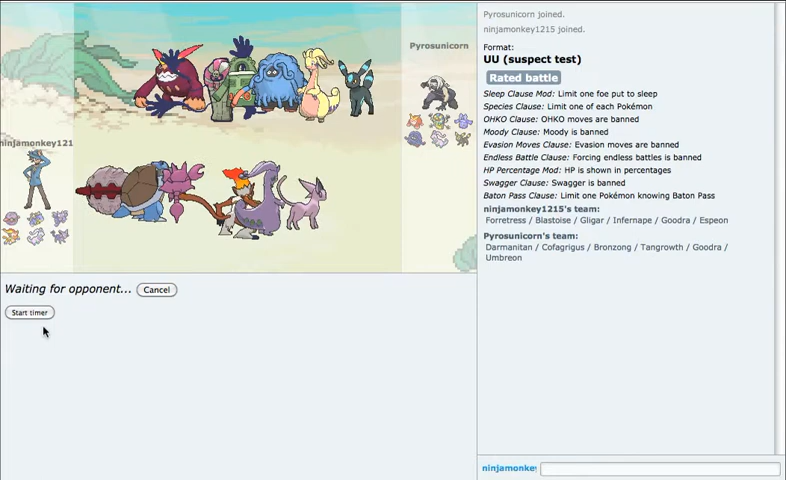 Pyrosunicorn joined.
ninjamonkey1215 joined.
Format:
UU (suspect test)
Rated battle
Sleep Clause Mod: Limit one foe put to sleep
Species Clause: Limit one of each Pokémon
OHKO Clause: OHKO moves are banned
Moody Clause: Moody is banned
Evasion Moves Clause: Evasion moves are banned
Endless Battle Clause: Forcing endless battles is banned
HP Percentage Mod: HP is shown in percentages
Swagger Clause: Swagger is banned
Baton Pass Clause: Limit one Pokémon knowing Baton Pass
ninjamonkey1215's team:
Forretress / Blastoise / Gligar / Infernape / Goodra / Espeon
Pyrosunicorn's team:
Darmanitan / Cofagrigus / Bronzong / Tangrowth / Goodra /
Umbreon
Pyrosunicorn
ninjamonkey121
Waiting for opponent... Cancel
Start timer
ninjamonkey